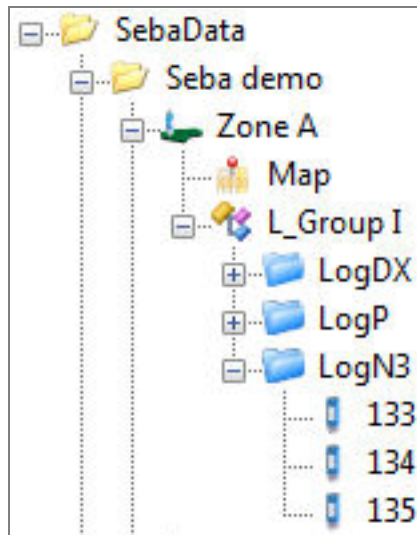 SebaData
Seba demo
Zone A
Map
L_Group I
LogDX
LogP
LogN3
133
134
135